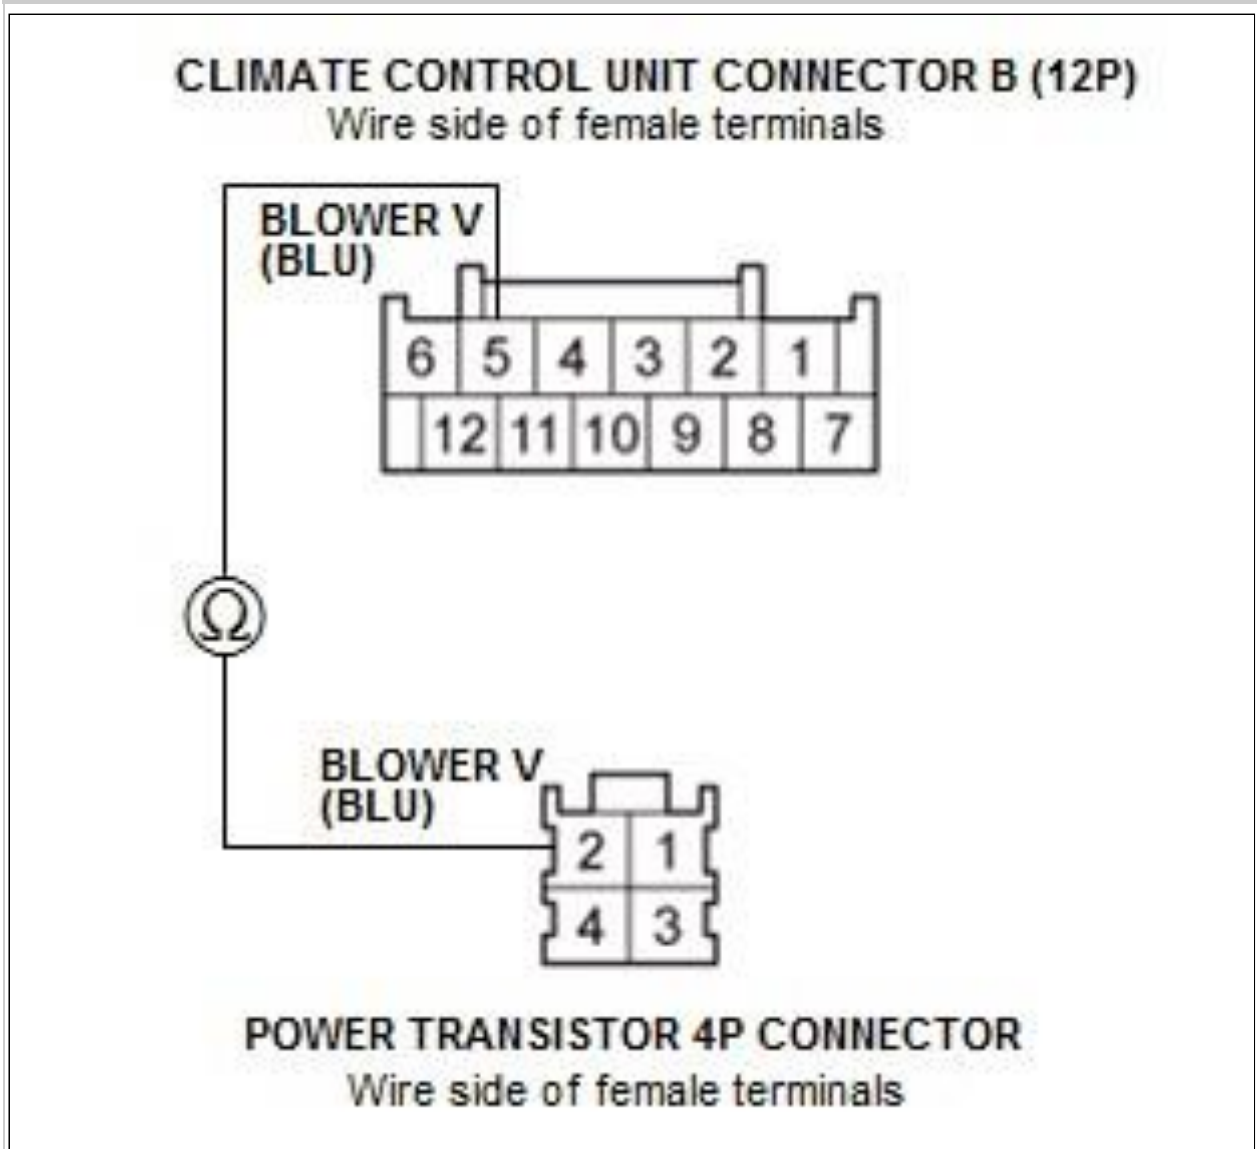 CLIMATE CONTROL UNIT CONNECTOR B (12P)
Wire side of female terminals
BLOWER V
(BLU)
6 5 4 3 2 1
12 11 10 9 8 7
Ω
BLOWER V
(BLU)
2 1
4 3
POWER TRANSISTOR 4P CONNECTOR
Wire side of female terminals